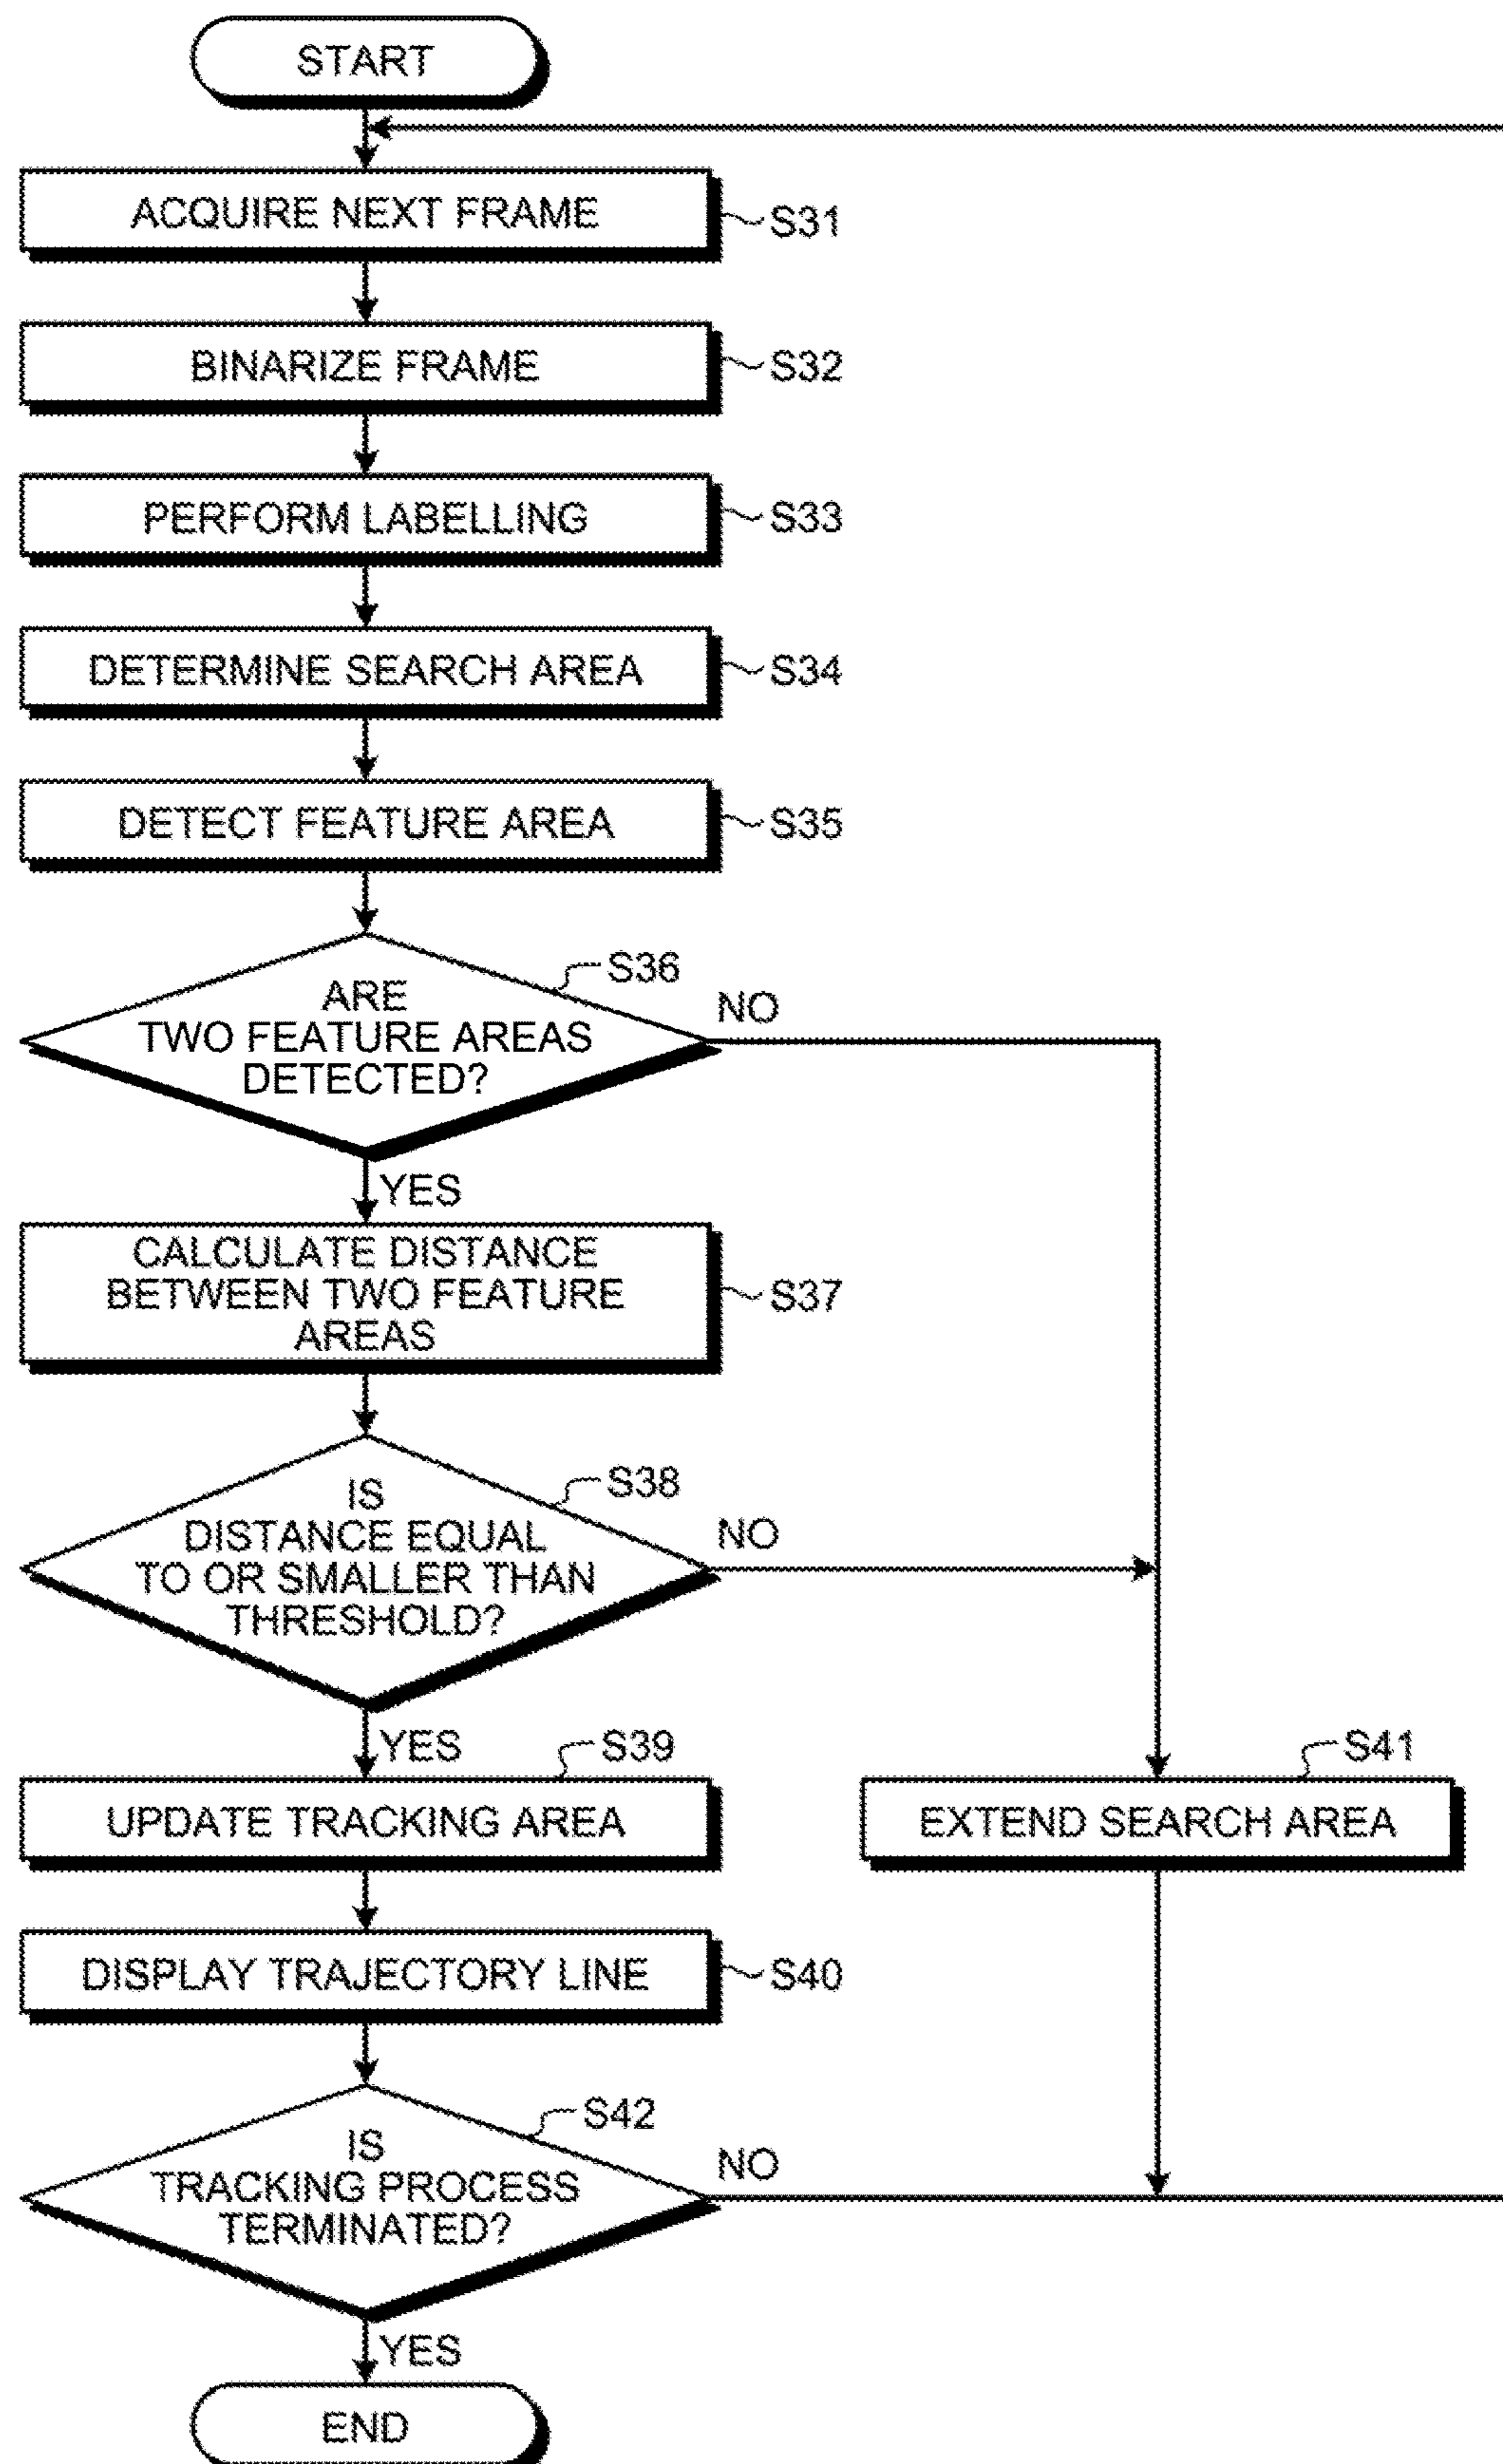 START
ACQUIRE NEXT FRAME
S31
BINARIZE FRAME
S32
PERFORM LABELLING
S33
DETERMINE SEARCH AREA
S34
DETECT FEATURE AREA
S35
S36
ARE
TWO FEATURE AREAS
DETECTED?
NO
YES
CALCULATE DISTANCE
BETWEEN TWO FEATURE
AREAS
S37
S38
IS
DISTANCE EQUAL
TO OR SMALLER THAN
THRESHOLD?
NO
YES
S39
UPDATE TRACKING AREA
S41
EXTEND SEARCH AREA
DISPLAY TRAJECTORY LINE
S40
S42
IS
TRACKING PROCESS
TERMINATED?
NO
YES
END